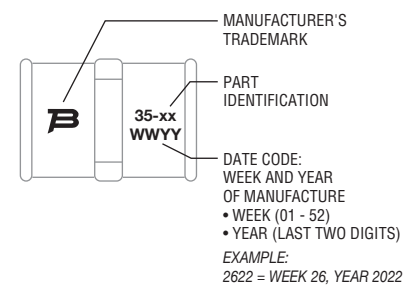 MANUFACTURER'S
TRADEMARK
PART
IDENTIFICATION
35-xx
WWYY
DATE CODE:
WEEK AND YEAR
OF MANUFACTURE
• WEEK (01 - 52)
• YEAR (LAST TWO DIGITS)
EXAMPLE:
2622 = WEEK 26, YEAR 2022